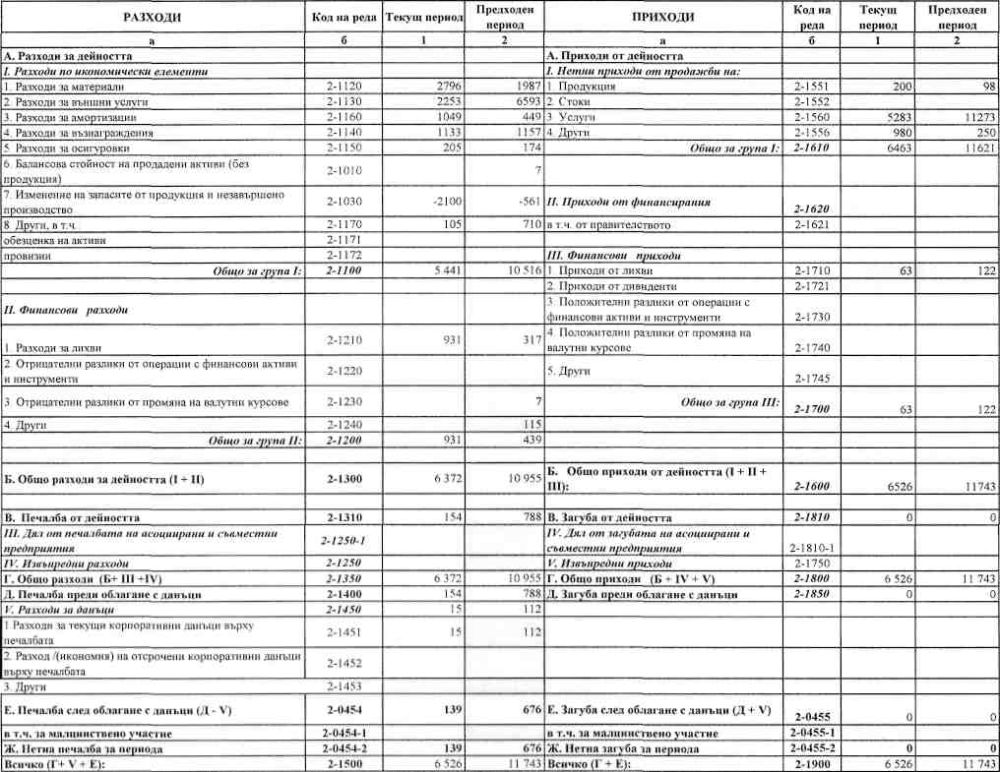 РАЗХОДИ Код на реда Текущ период Предходен период ПРИХОДИ Код на реда Текущ период Предходен период
а б 1 2 а б 1 2
А. Разходи за дейността А. Приходи от дейността
I. Разходи по икономически елементи I. Нетни приходи от продажби на:
1. Разходи за материали 2-1120 2796 1987 1. Продукция 2-1551 200 98
2. Разходи за външни услуги 2-1130 2253 6593 2. Стоки 2-1552
3. Разходи за амортизации 2-1160 1049 449 3 Услуги 2-1560 5283 11273
4. Разходи за възнаграждения 2-1140 1133 1157 4. Други 2-1556 980 250
5. Разходи за осигуровки 2-1150 205 174 Общо за група I: 2-1610 6463 11621
6. Балансова стойност на продадени активи (без продукция) 2-1010 7
7. Изменение на запасите от продукция и незавършено производство 2-1030 -2100 -561 II. Приходи от финансирания 2-1620
8. Други, в т.ч. 2-1170 105 710 в т.ч. от правителството 2-1621
обезценка на активи 2-1171
провизии 2-1172 III. Финансови приходи
Общо за група I: 2-1100 5 441 10 516 1. Приходи от лихви 2-1710 63 122
2. Приходи от дивиденти 2-1721
II. Финансови разходи 3. Положителни разлики от операции с финансови активи и инструменти 2-1730
1. Разходи за лихви 2-1210 931 317 4. Положителни разлики от промяна на валутни курсове 2-1740
2. Отрицателни разлики от операции с финансови активи и инструменти 2-1220 5. Други 2-1745
3. Отрицателни разлики от промяна на валутни курсове 2-1230 7 Общо за група III: 2-1700 63 122
4. Други 2-1240 115
Общо за група II: 2-1200 931 439
Б. Общо разходи за дейността (I + II) 2-1300 6 372 10 955 Б. Общо приходи от дейността (I + II + III): 2-1600 6526 11743
В. Печалба от дейността 2-1310 154 788 В. Загуба от дейността 2-1810 0 0
III. Дял от печалбата на асоциирани и съвместни предприятия 2-1250-1 IV. Дял от загубата на асоциирани и съвместни предприятия 2-1810-1
IV. Извънредни разходи 2-1250 V. Извънредни приходи 2-1750
Г. Общо разходи (Б+ III +IV) 2-1350 6 372 10 955 Г. Общо приходи (Б + IV + V) 2-1800 6 526 11 743
Д. Печалба преди облагане с данъци 2-1400 154 788 Д. Загуба преди облагане с данъци 2-1850 0 0
V. Разходи за данъци 2-1450 15 112
1.Разходи за текущи корпоративни данъци върху печалбата 2-1451 15 112
2. Разход /(икономия) на отсрочени корпоративни данъци върху печалбата 2-1452
3. Други 2-1453
Е. Печалба след облагане с данъци (Д - V) 2-0454 139 676 Е. Загуба след облагане с данъци (Д + V) 2-0455 0 0
в т.ч. за малцинствено участие 2-0454-1 в т.ч. за малцинствено участие 2-0455-1
Ж. Нетна печалба за периода 2-0454-2 139 676 Ж. Нетна загуба за периода 2-0455-2 0 0
Всичко (Г+ V + Е): 2-1500 6 526 11 743 Всичко (Г + Е): 2-1900 6 526 11 743